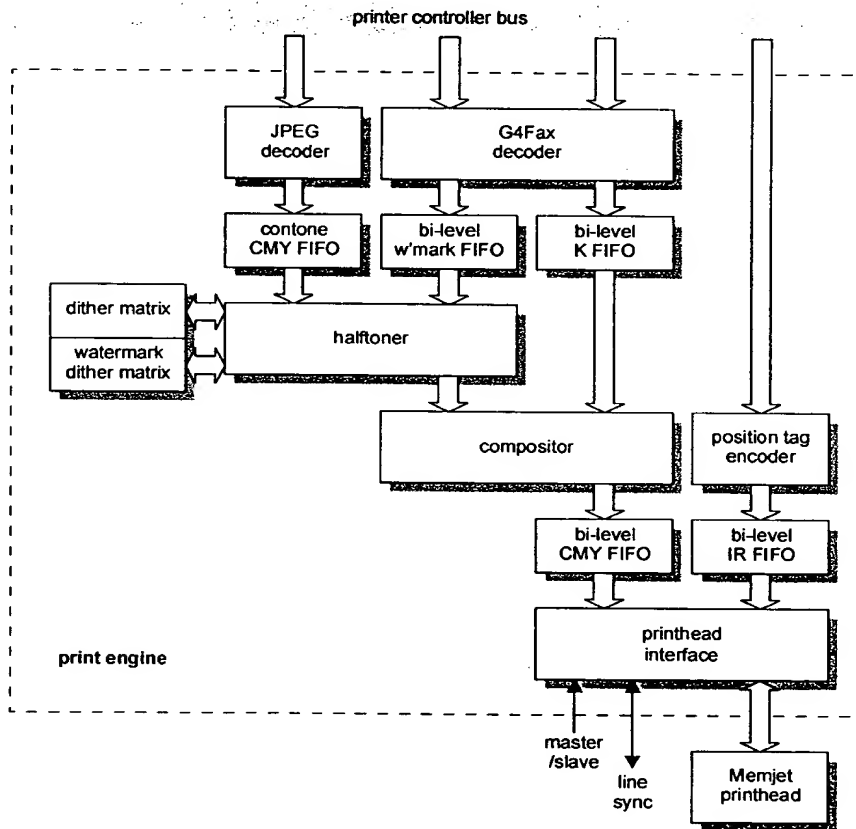 printer controller bus
JPEG
decoder
G4Fax
decoder
contone
CMY FIFO
bi-level
w'mark FIFO
bi-level
K FIFO
dither matrix
watermark
dither matrix
halftoner
compositor
position tag
encoder
bi-level
CMY FIFO
bi-level
IR FIFO
printhead
interface
print engine
master
/slave
line
sync
Memjet
printhead